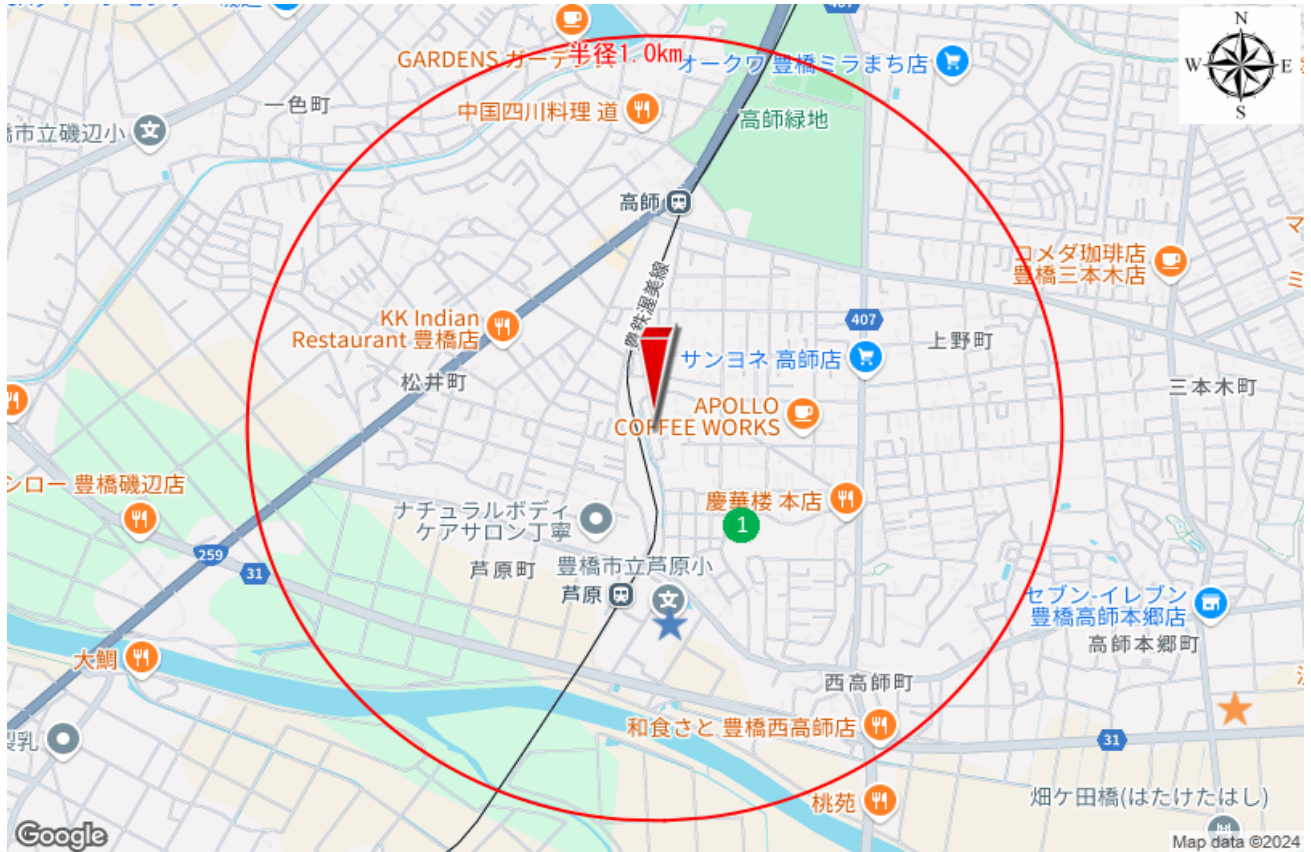 407
GARDENS ガーデンズ
半径1.0km
オークワ 豊橋ミラまち店
N
W
E
S
一色町
中国四川料理 道
高師緑地
橋市立磯辺小
高師
コメダ珈琲店
豊橋三本木店
マ
ミ
豊鉄渥美線
KK Indian
Restaurant 豊橋店
407
上野町
サンヨネ 高師店
松井町
三本木町
APOLLO
COFFEE WORKS
ンロー 豊橋磯辺店
慶華楼 本店
ナチュラルボディ
ケアサロン丁寧
1
259
31
芦原町
豊橋市立芦原小
芦原
セブン-イレブン
豊橋高師本郷店
高師本郷町
大鯛
西高師町
和食さと 豊橋西高師店
製乳
31
桃苑
畑ケ田橋(はたけたはし)
Google
Map data ©2024